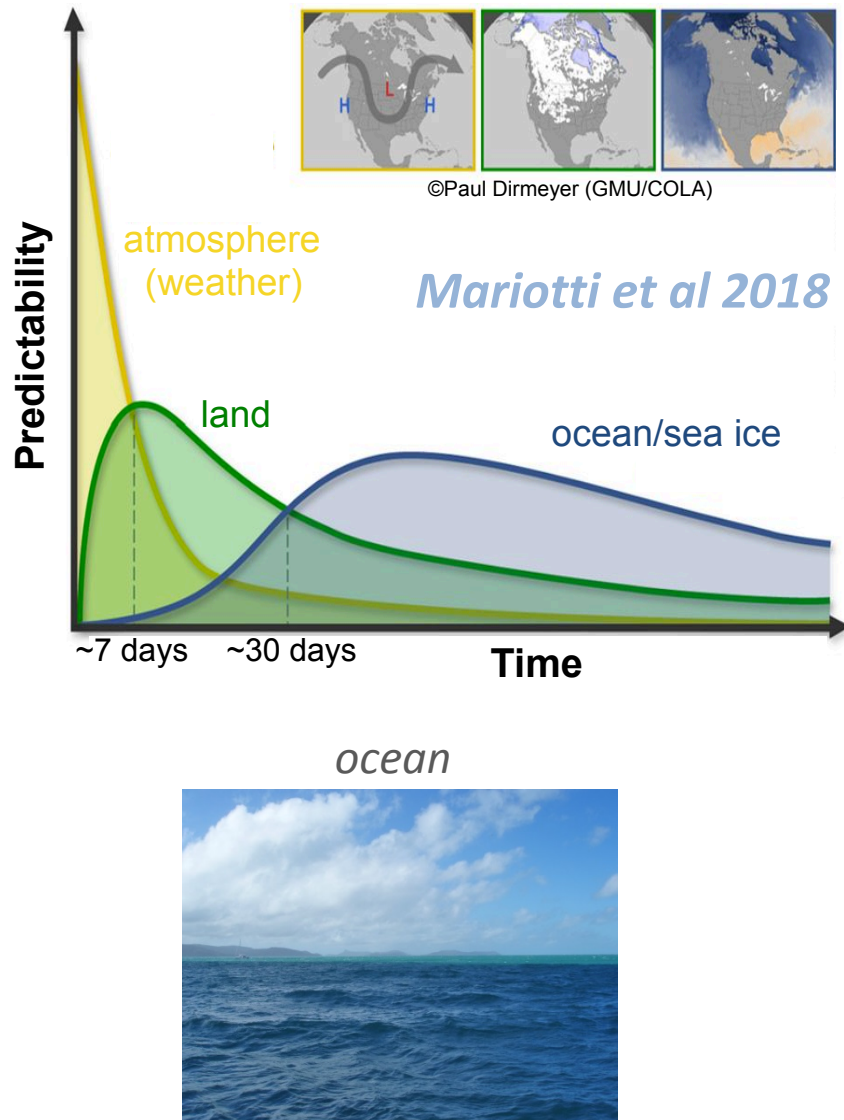 H
L
H
©Paul Dirmeyer (GMU/COLA)
Predictability
atmosphere
(weather)
Mariotti et al 2018
land
ocean/sea ice
~7 days
~30 days
Time
ocean